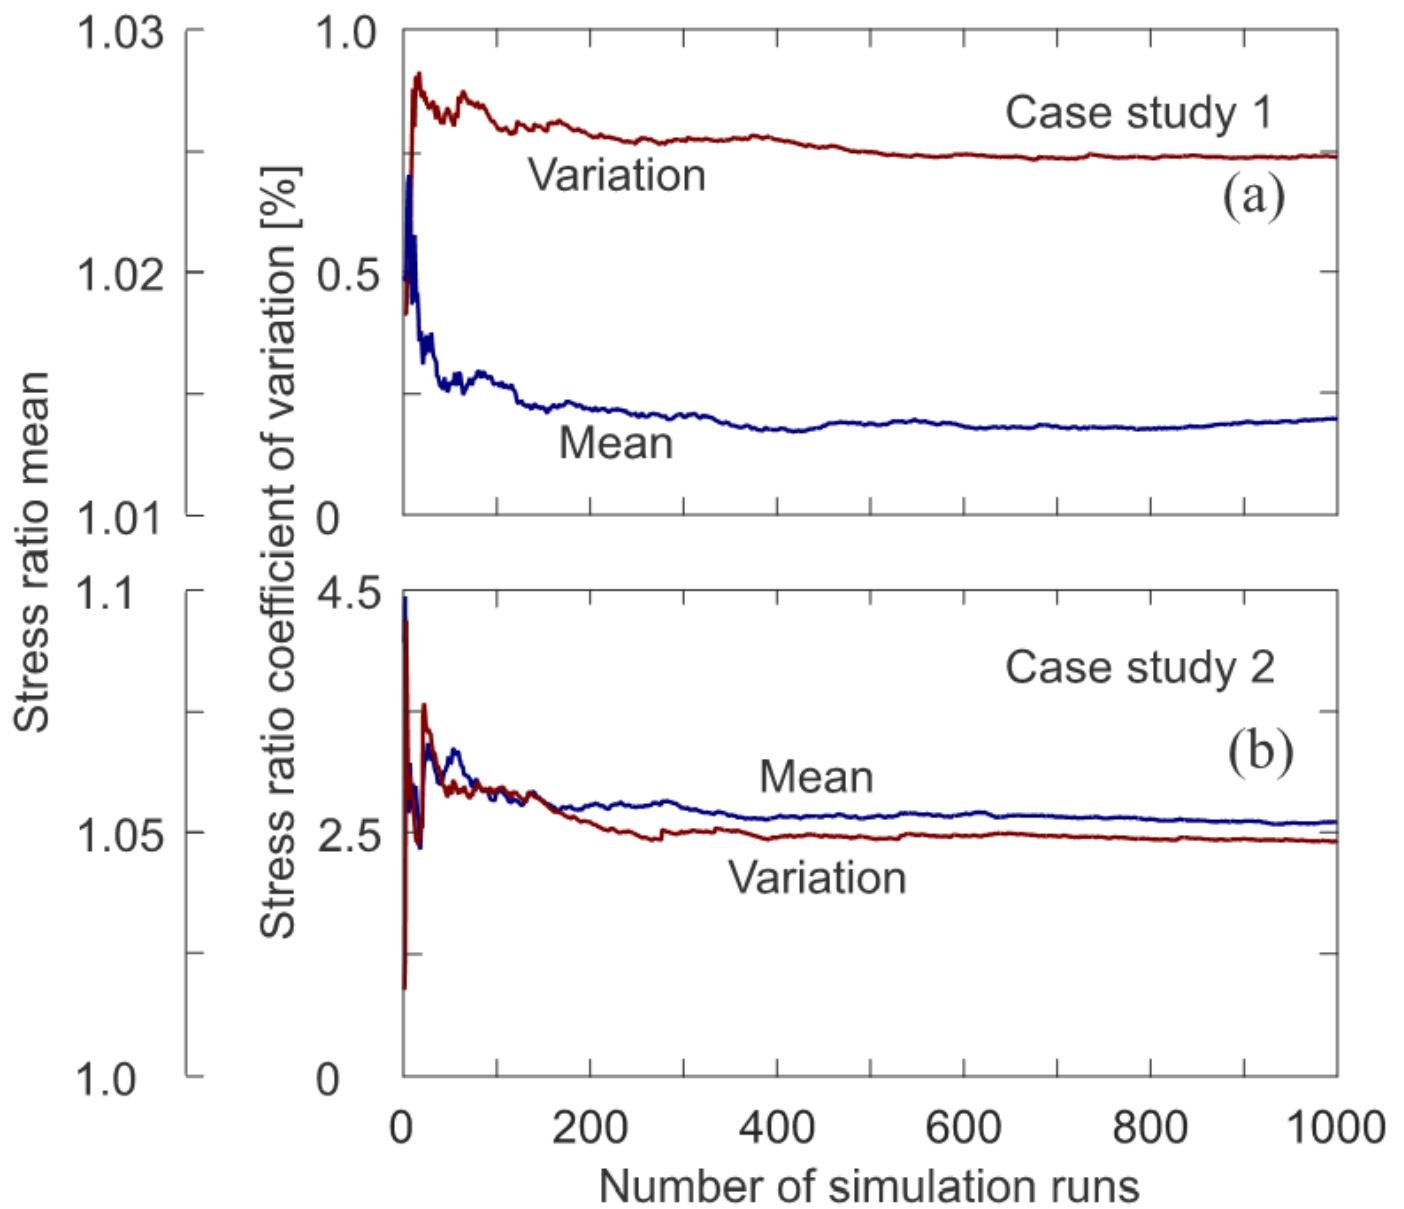 Stress ratio mean
1.03
1.02
1.01
1.1
1.05
1.0
Stress ratio coefficient of variation [%]
1.0
0.5
0
4.5
2.5
0
Case study 1
Variation
(a)
Mean
Case study 2
(b)
Mean
Variation
0 200 400 600 800 1000
Number of simulation runs